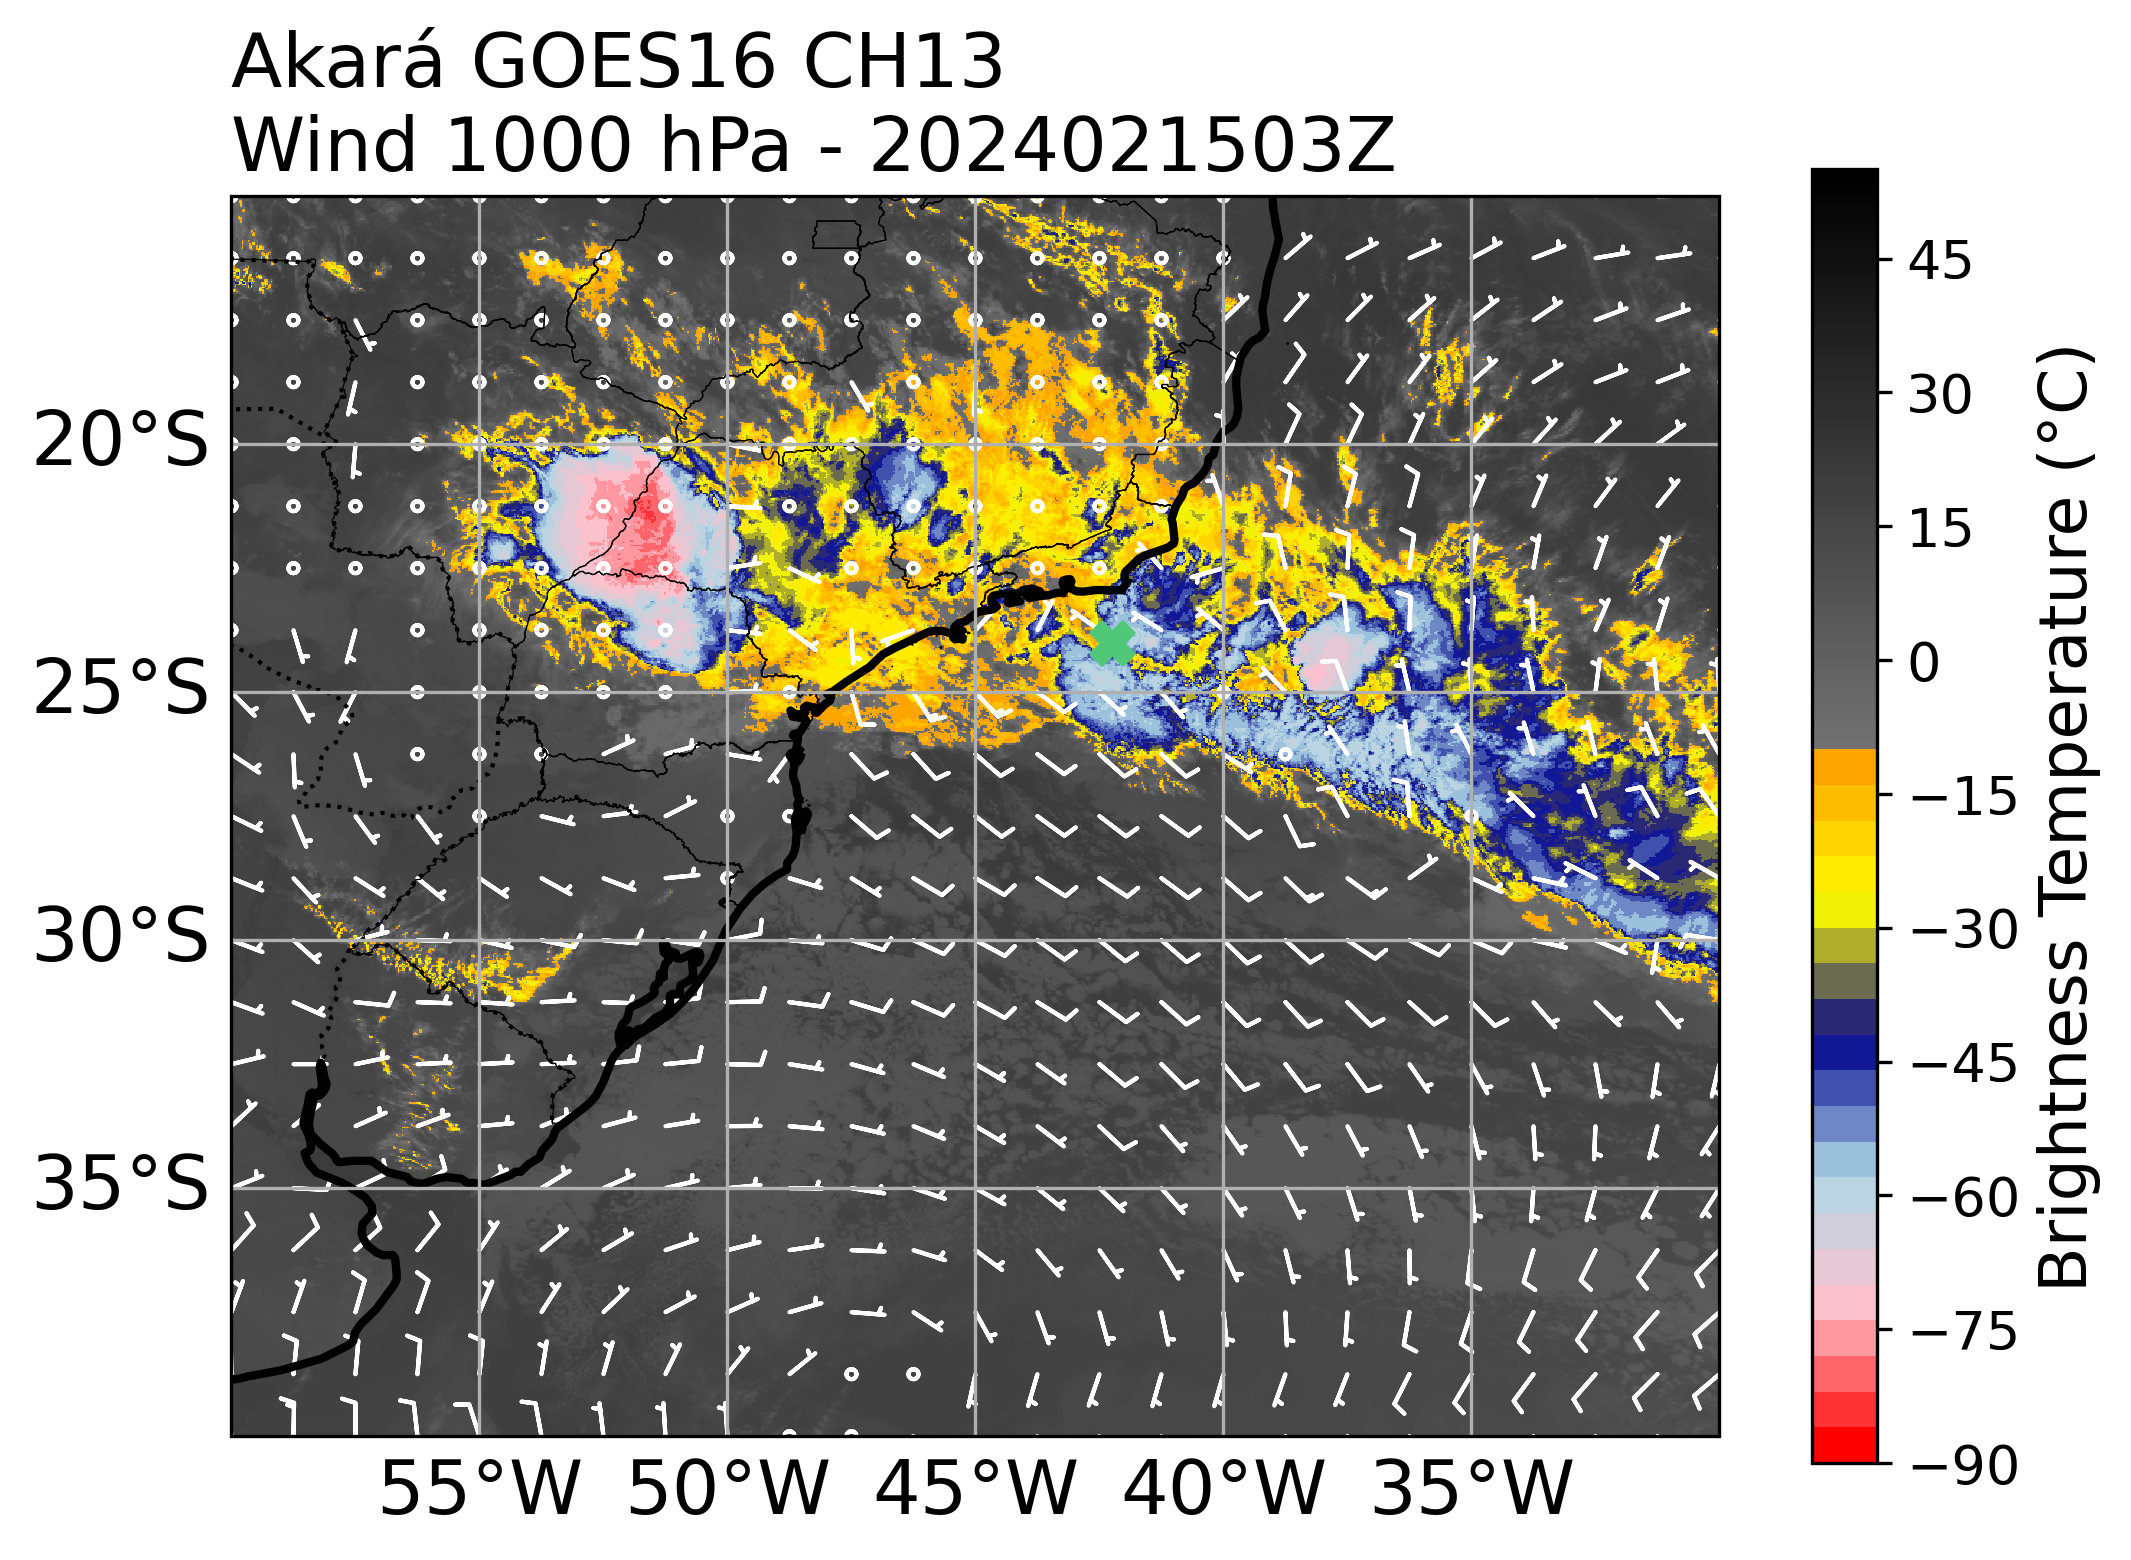 Akará GOES16 CH13
Wind 1000 hPa - 2024021503Z
20°S
25°S
30°S
35°S
55°W
50°W
45°W
40°W
35°W
45
30
15
0
−15
−30
−45
−60
−75
−90
Brightness Temperature (°C)